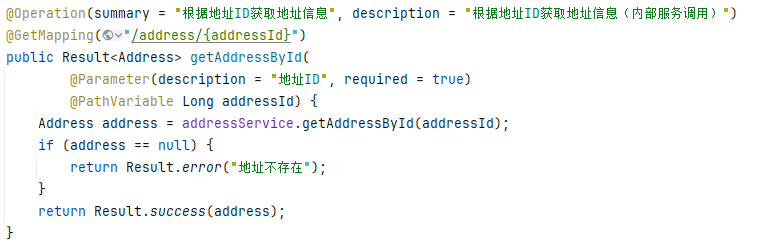 @Operation(summary = "根据地址ID获取地址信息", description = "根据地址ID获取地址信息（内部服务调用）")
@GetMapping("/address/{addressId}")
public Result<Address> getAddressById(
        @Parameter(description = "地址ID", required = true)
        @PathVariable Long addressId) {
    Address address = addressService.getAddressById(addressId);
    if (address == null) {
        return Result.error("地址不存在");
    }
    return Result.success(address);
}